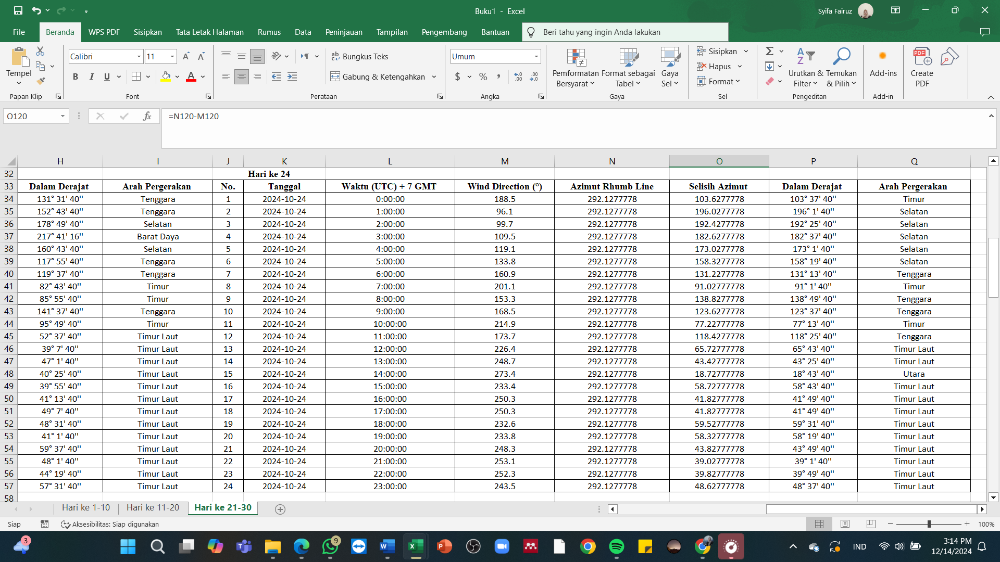 Buku1 - Excel
Syifa Fairuz
File Beranda WPS PDF Sisipkan Tata Letak Halaman Rumus Data Peninjauan Tampilan Pengembang Bantuan Beri tahu yang ingin Anda lakukan
Tempel
Papan Klip
Calibri 11
B I U
Font
Bungkus Teks
Gabung & Ketengahkan
Perataan
Umum
$ % ,
Angka
Pemformatan Bersyarat
Format sebagai Tabel
Gaya Sel
Gaya
Sisipkan
Hapus
Format
Sel
Urutkan & Filter
Temukan & Pilih
Pengeditan
Add-ins
Add-in
Create PDF
O120 fx =N120-M120
H I J K L M N O P Q
32 Hari ke 24
33 Dalam Derajat Arah Pergerakan No. Tanggal Waktu (UTC) + 7 GMT Wind Direction (°) Azimut Rhumb Line Selisih Azimut Dalam Derajat Arah Pergerakan
34 131° 31' 40'' Tenggara 1 2024-10-24 0:00:00 188.5 292.1277778 103.6277778 103° 37' 40'' Timur
35 152° 43' 40'' Tenggara 2 2024-10-24 1:00:00 96.1 292.1277778 196.0277778 196° 1' 40'' Selatan
36 178° 49' 40'' Selatan 3 2024-10-24 2:00:00 99.7 292.1277778 192.4277778 192° 25' 40'' Selatan
37 217° 41' 16'' Barat Daya 4 2024-10-24 3:00:00 109.5 292.1277778 182.6277778 182° 37' 40'' Selatan
38 160° 43' 40'' Selatan 5 2024-10-24 4:00:00 119.1 292.1277778 173.0277778 173° 1' 40'' Selatan
39 117° 55' 40'' Tenggara 6 2024-10-24 5:00:00 133.8 292.1277778 158.3277778 158° 19' 40'' Selatan
40 119° 37' 40'' Tenggara 7 2024-10-24 6:00:00 160.9 292.1277778 131.2277778 131° 13' 40'' Tenggara
41 82° 43' 40'' Timur 8 2024-10-24 7:00:00 201.1 292.1277778 91.02777778 91° 1' 40'' Timur
42 85° 55' 40'' Timur 9 2024-10-24 8:00:00 153.3 292.1277778 138.8277778 138° 49' 40'' Tenggara
43 141° 37' 40'' Tenggara 10 2024-10-24 9:00:00 168.5 292.1277778 123.6277778 123° 37' 40'' Tenggara
44 95° 49' 40'' Timur 11 2024-10-24 10:00:00 214.9 292.1277778 77.22777778 77° 13' 40'' Timur
45 52° 37' 40'' Timur Laut 12 2024-10-24 11:00:00 173.7 292.1277778 118.4277778 118° 25' 40'' Tenggara
46 39° 7' 40'' Timur Laut 13 2024-10-24 12:00:00 226.4 292.1277778 65.72777778 65° 43' 40'' Timur Laut
47 47° 1' 40'' Timur Laut 14 2024-10-24 13:00:00 248.7 292.1277778 43.42777778 43° 25' 40'' Timur Laut
48 40° 25' 40'' Timur Laut 15 2024-10-24 14:00:00 273.4 292.1277778 18.72777778 18° 43' 40'' Utara
49 39° 55' 40'' Timur Laut 16 2024-10-24 15:00:00 233.4 292.1277778 58.72777778 58° 43' 40'' Timur Laut
50 41° 13' 40'' Timur Laut 17 2024-10-24 16:00:00 250.3 292.1277778 41.82777778 41° 49' 40'' Timur Laut
51 49° 7' 40'' Timur Laut 18 2024-10-24 17:00:00 250.3 292.1277778 41.82777778 41° 49' 40'' Timur Laut
52 48° 31' 40'' Timur Laut 19 2024-10-24 18:00:00 232.6 292.1277778 59.52777778 59° 31' 40'' Timur Laut
53 41° 1' 40'' Timur Laut 20 2024-10-24 19:00:00 233.8 292.1277778 58.32777778 58° 19' 40'' Timur Laut
54 59° 37' 40'' Timur Laut 21 2024-10-24 20:00:00 248.3 292.1277778 43.82777778 43° 49' 40'' Timur Laut
55 48° 1' 40'' Timur Laut 22 2024-10-24 21:00:00 253.1 292.1277778 39.02777778 39° 1' 40'' Timur Laut
56 44° 19' 40'' Timur Laut 23 2024-10-24 22:00:00 252.3 292.1277778 39.82777778 39° 49' 40'' Timur Laut
57 57° 31' 40'' Timur Laut 24 2024-10-24 23:00:00 243.5 292.1277778 48.62777778 48° 37' 40'' Timur Laut
58
Hari ke 1-10 Hari ke 11-20 Hari ke 21-30
Siap Aksesibilitas: Siap digunakan 100%
3 9 IND 3:14 PM
12/14/2024